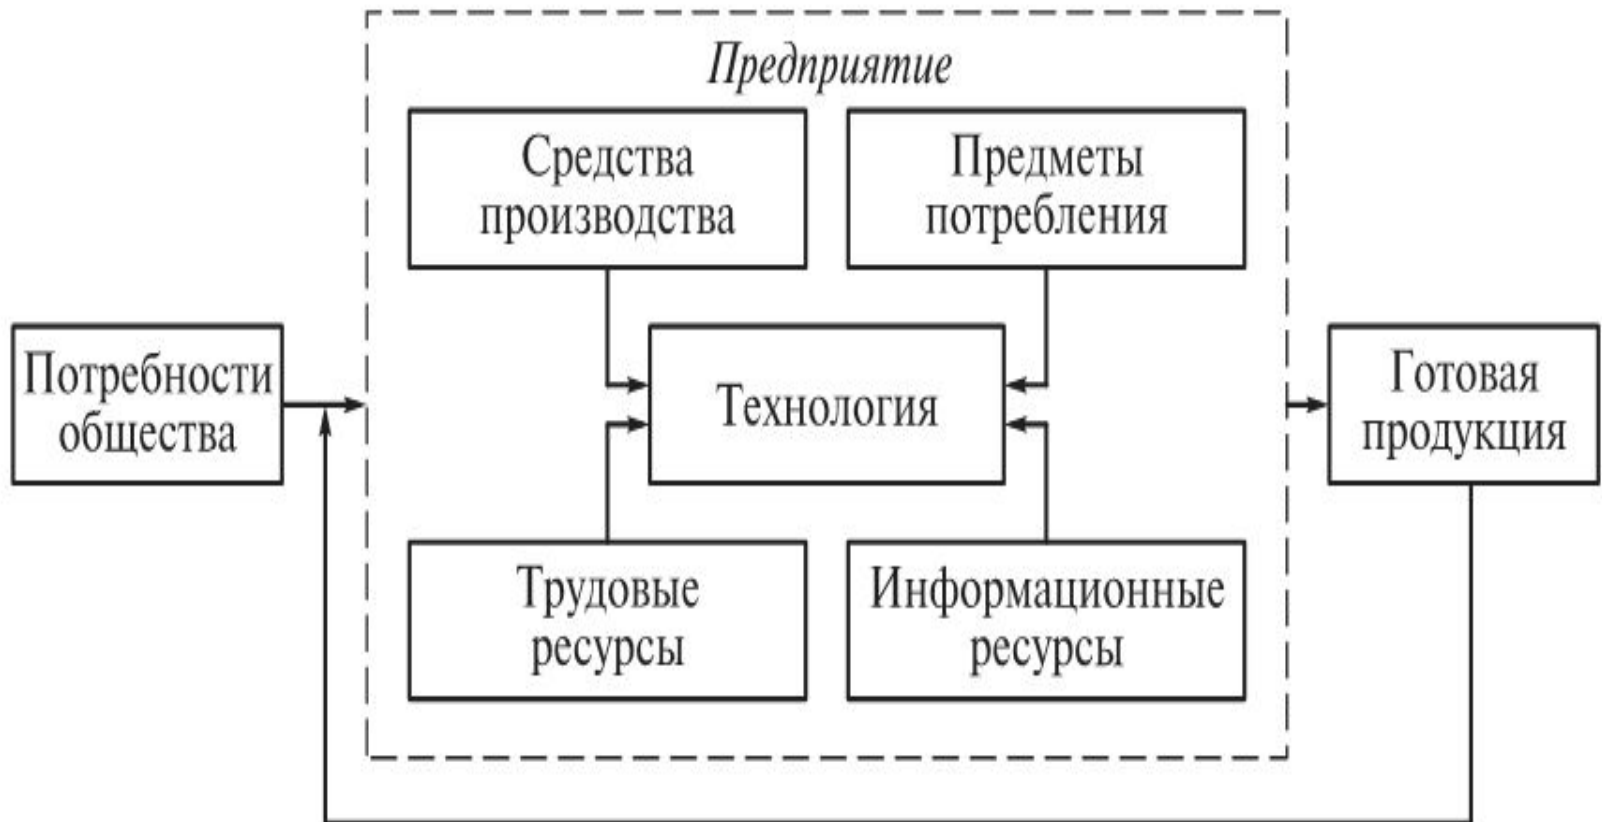 Предприятие
Средства
производства
Предметы
потребления
Потребности
общества
Технология
Готовая
продукция
Трудовые
ресурсы
Информационные
ресурсы